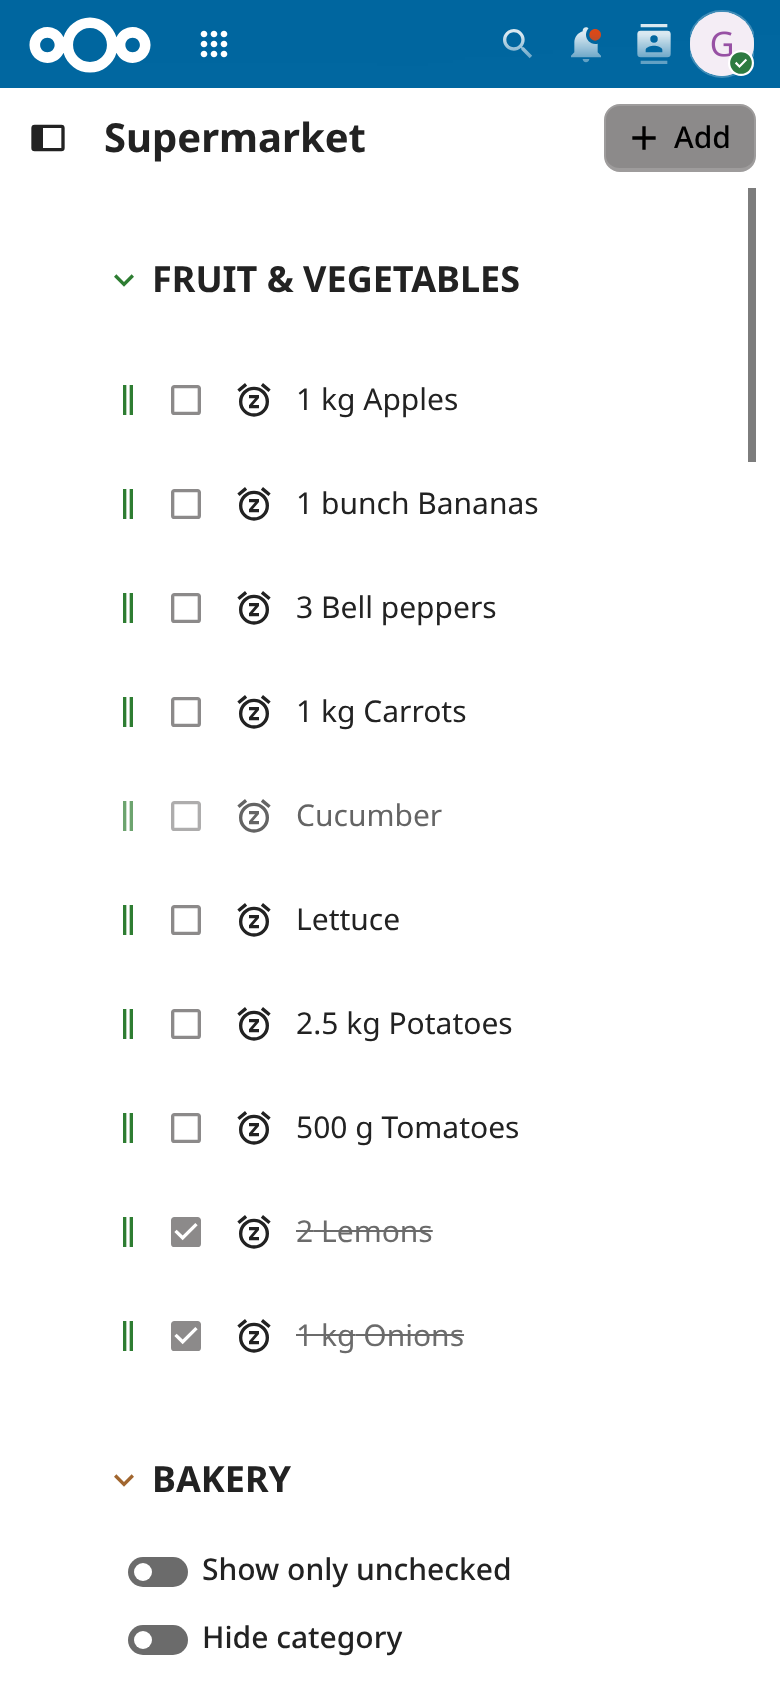 G
Supermarket
+ Add
FRUIT & VEGETABLES
1 kg Apples
1 bunch Bananas
3 Bell peppers
1 kg Carrots
Cucumber
Lettuce
2.5 kg Potatoes
500 g Tomatoes
2 Lemons
1 kg Onions
BAKERY
Show only unchecked
Hide category